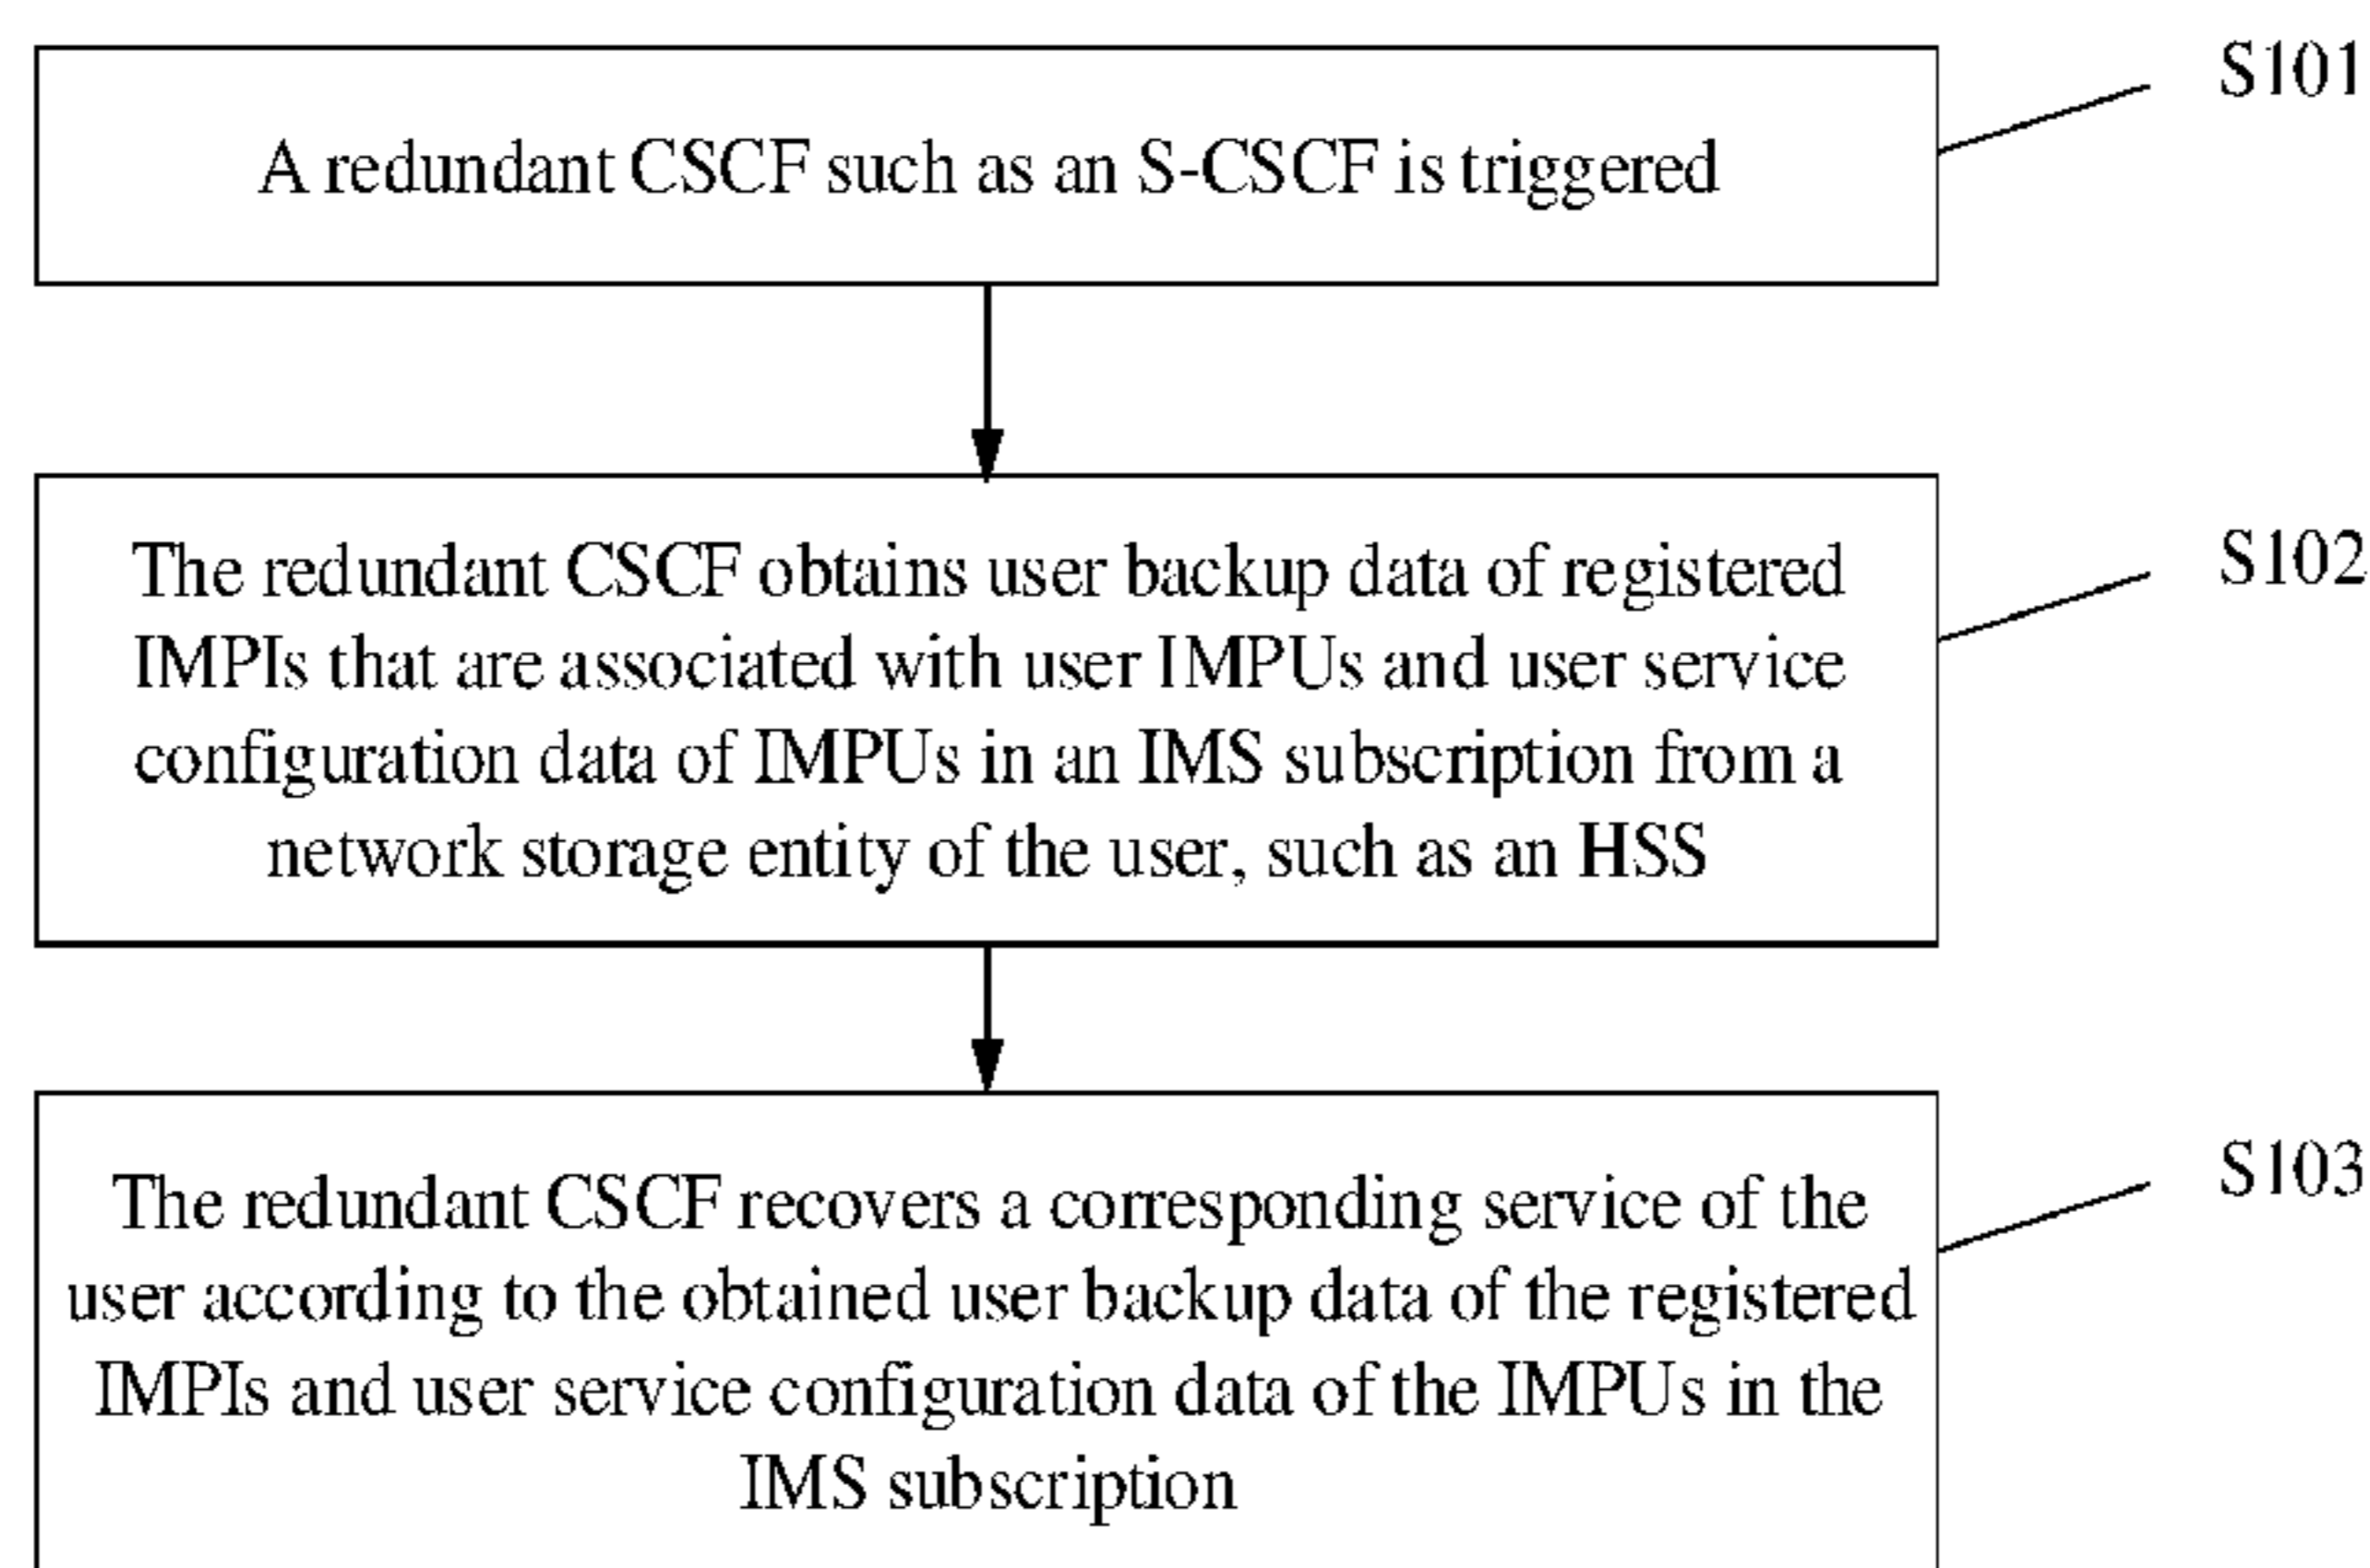 A redundant CSCF such as an S-CSCF is triggered
S101
The redundant CSCF obtains user backup data of registered
IMPIs that are associated with user IMPUs and user service
configuration data of IMPUs in an IMS subscription from a
network storage entity of the user, such as an HSS
S102
The redundant CSCF recovers a corresponding service of the
user according to the obtained user backup data of the registered
IMPIs and user service configuration data of the IMPUs in the
IMS subscription
S103